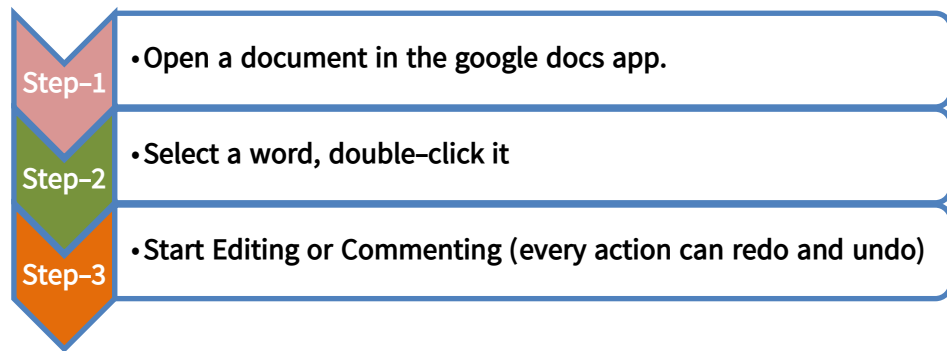 Step–1
•Open a document in the google docs app.
Step–2
•Select a word, double–click it
Step–3
•Start Editing or Commenting (every action can redo and undo)